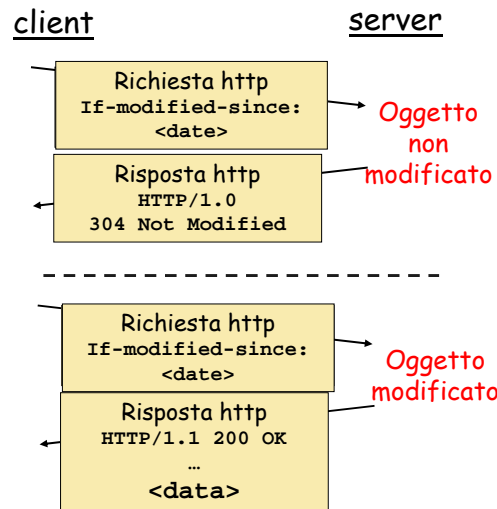 client
server
Richiesta http
If-modified-since:
<date>
Oggetto
non
modificato
Risposta http
HTTP/1.0
304 Not Modified
Richiesta http
If-modified-since:
<date>
Oggetto
modificato
Risposta http
HTTP/1.1 200 OK
…
<data>